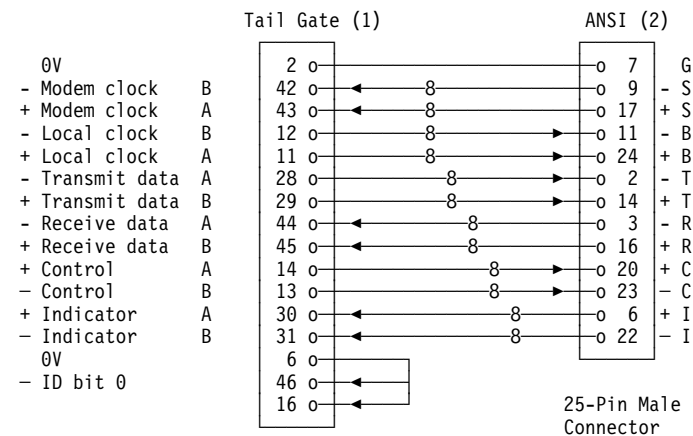 Tail Gate (1) ANSI (2)
0V 2 o o 7 G
- Modem clock B 42 o 8 o 9 - S
+ Modem clock A 43 o 8 o 17 + S
- Local clock B 12 o 8 o 11 - B
+ Local clock A 11 o 8 o 24 + B
- Transmit data A 28 o 8 o 2 - T
+ Transmit data B 29 o 8 o 14 + T
- Receive data A 44 o 8 o 3 - R
+ Receive data B 45 o 8 o 16 + R
+ Control A 14 o 8 o 20 + C
— Control B 13 o 8 o 23 — C
+ Indicator A 30 o 8 o 6 + I
— Indicator B 31 o 8 o 22 — I
0V 6 o
— ID bit 0 46 o
16 o
25-Pin Male
Connector